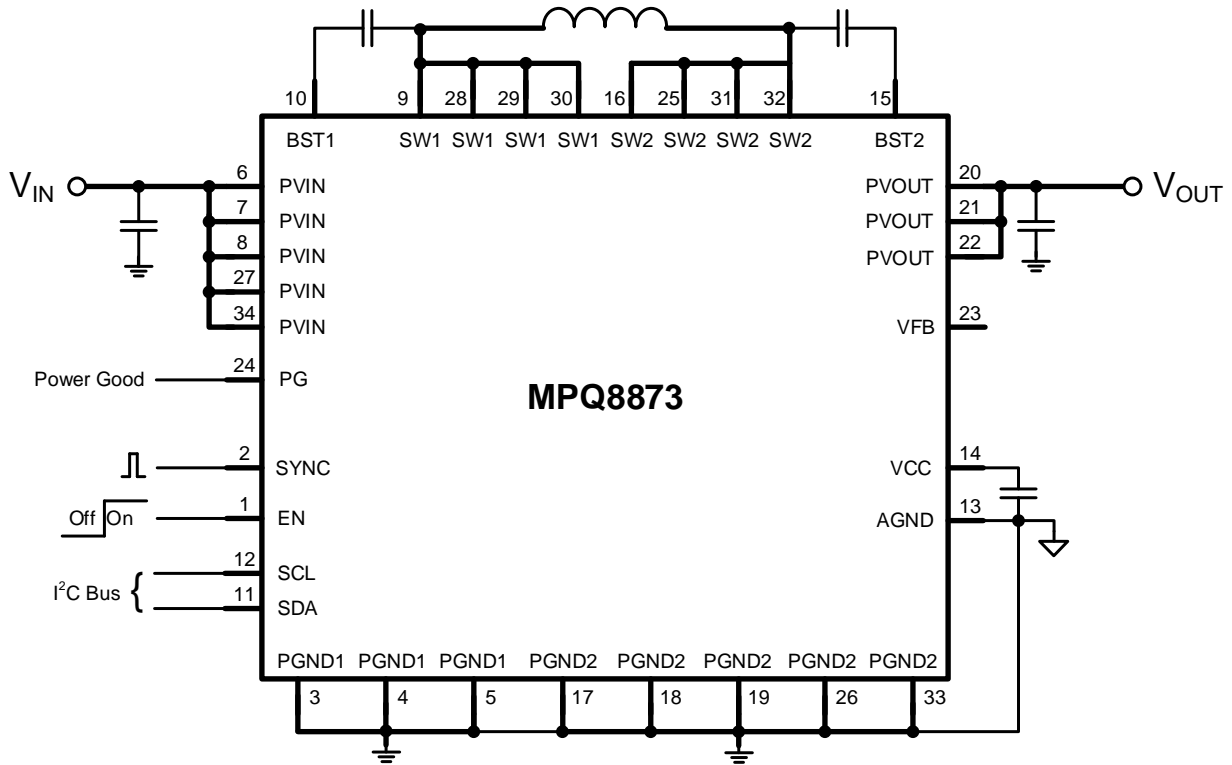 10 9 28 29 30 16 25 31 32 15
BST1 SW1 SW1 SW1 SW1 SW2 SW2 SW2 SW2 BST2
VIN 6 PVIN PVOUT 20 VOUT
7 PVIN PVOUT 21
8 PVIN PVOUT 22
27 PVIN
34 PVIN VFB 23
Power Good 24 PG
MPQ8873
2 SYNC VCC 14
Off On 1 EN AGND 13
I²C Bus { 12 SCL
11 SDA
PGND1 PGND1 PGND1 PGND2 PGND2 PGND2 PGND2 PGND2
3 4 5 17 18 19 26 33